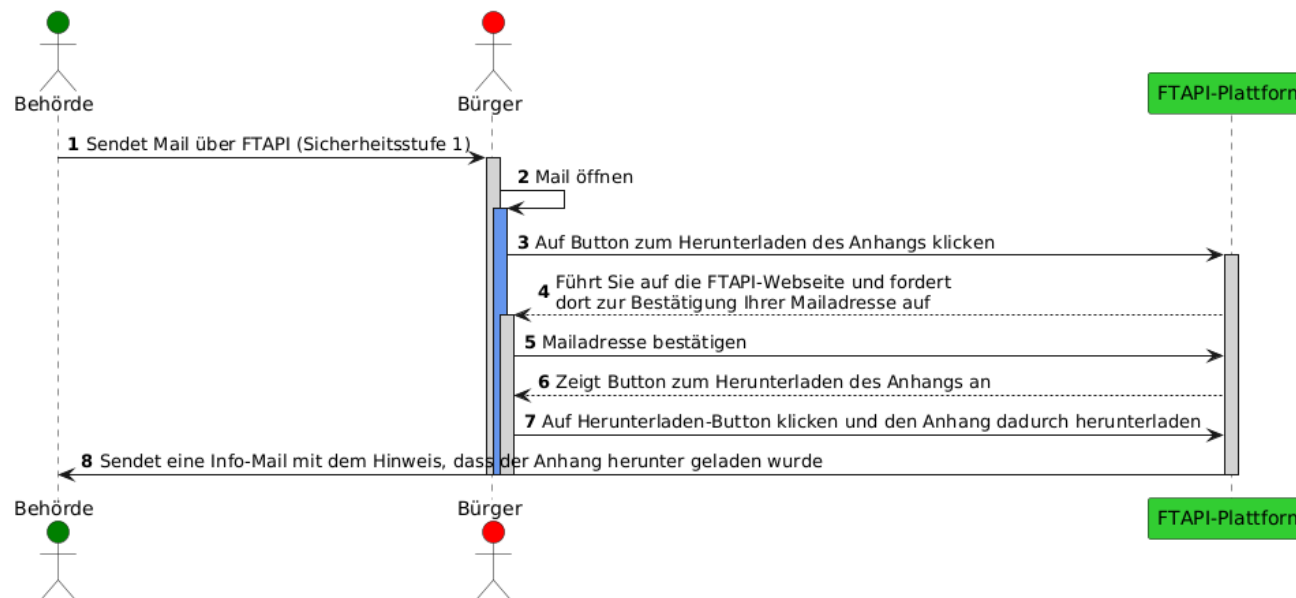 Behörde
Bürger
FTAPI-Plattform
1 Sendet Mail über FTAPI (Sicherheitsstufe 1)
2 Mail öffnen
3 Auf Button zum Herunterladen des Anhangs klicken
4 Führt Sie auf die FTAPI-Webseite und fordert
dort zur Bestätigung Ihrer Mailadresse auf
5 Mailadresse bestätigen
6 Zeigt Button zum Herunterladen des Anhangs an
7 Auf Herunterladen-Button klicken und den Anhang dadurch herunterladen
8 Sendet eine Info-Mail mit dem Hinweis, dass der Anhang herunter geladen wurde
Behörde
Bürger
FTAPI-Plattform